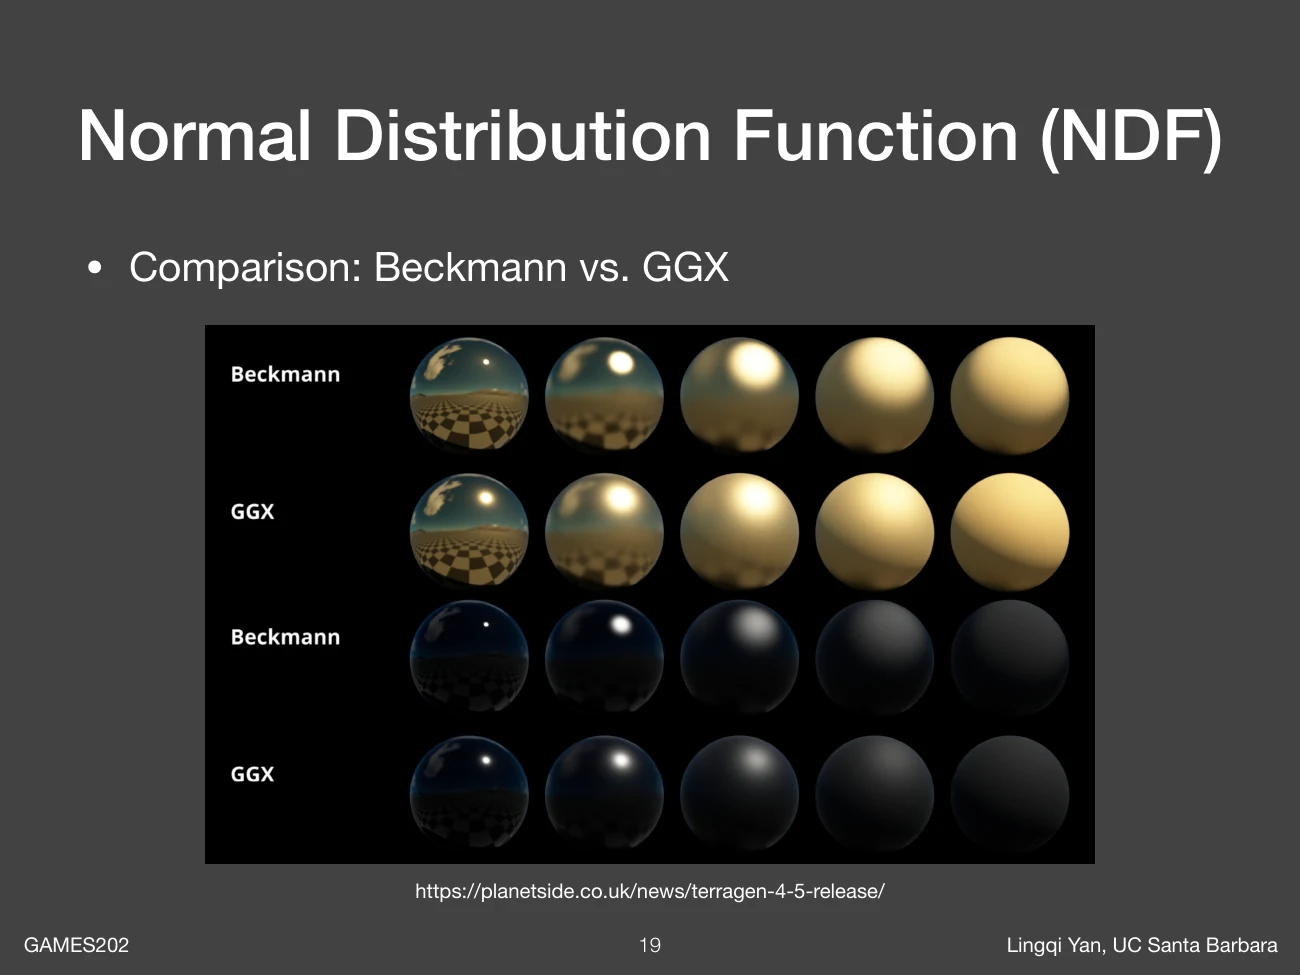 Normal Distribution Function (NDF)
• Comparison: Beckmann vs. GGX
Beckmann
GGX
Beckmann
GGX
https://planetside.co.uk/news/terragen-4-5-release/
GAMES202
19
Lingqi Yan, UC Santa Barbara